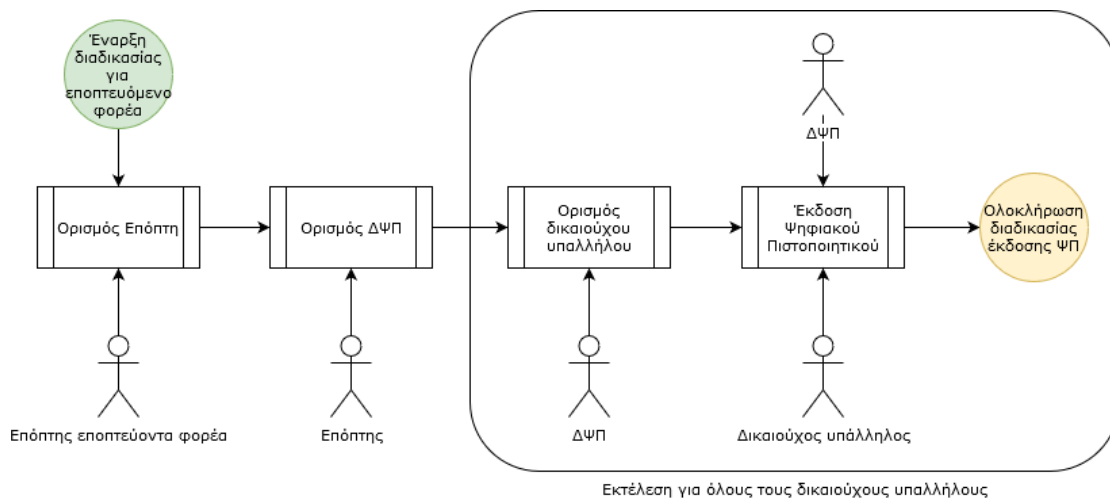 Έναρξη
διαδικασίας
για
εποπτευόμενο
φορέα
ΔΨΠ
Ορισμός Επόπτη
Ορισμός ΔΨΠ
Ορισμός
δικαιούχου
υπαλλήλου
Έκδοση
Ψηφιακού
Πιστοποιητικού
Ολοκλήρωση
διαδικασίας
έκδοσης ΨΠ
Επόπτης εποπτεύοντα φορέα
Επόπτης
ΔΨΠ
Δικαιούχος υπάλληλος
Εκτέλεση για όλους τους δικαιούχους υπαλλήλους